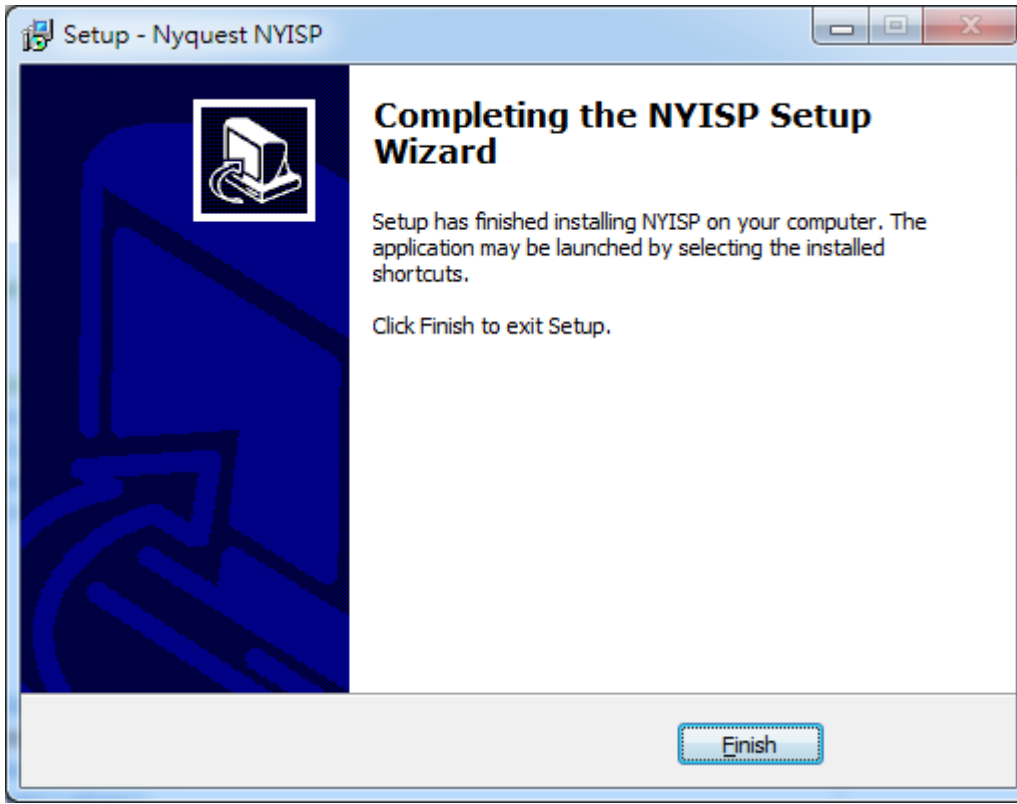 Setup - Nyquest NYISP
Completing the NYISP Setup
Wizard
Setup has finished installing NYISP on your computer. The
application may be launched by selecting the installed
shortcuts.
Click Finish to exit Setup.
Finish